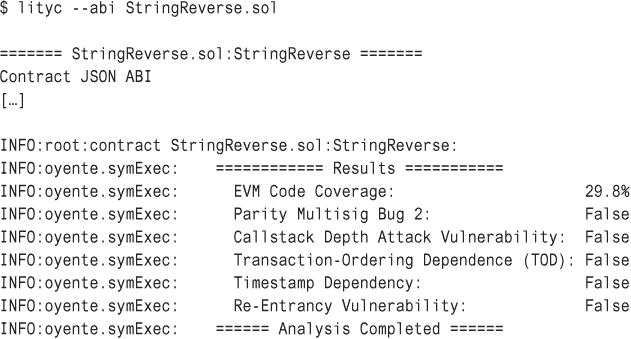 $ lityc --abi StringReverse.sol
======= StringReverse.sol:StringReverse =======
Contract JSON ABI
[…]
INFO:root:contract StringReverse.sol:StringReverse:
INFO:oyente.symExec: ============ Results ===========
INFO:oyente.symExec: EVM Code Coverage: 29.8%
INFO:oyente.symExec: Parity Multisig Bug 2: False
INFO:oyente.symExec: Callstack Depth Attack Vulnerability: False
INFO:oyente.symExec: Transaction-Ordering Dependence (TOD): False
INFO:oyente.symExec: Timestamp Dependency: False
INFO:oyente.symExec: Re-Entrancy Vulnerability: False
INFO:oyente.symExec: ====== Analysis Completed ======